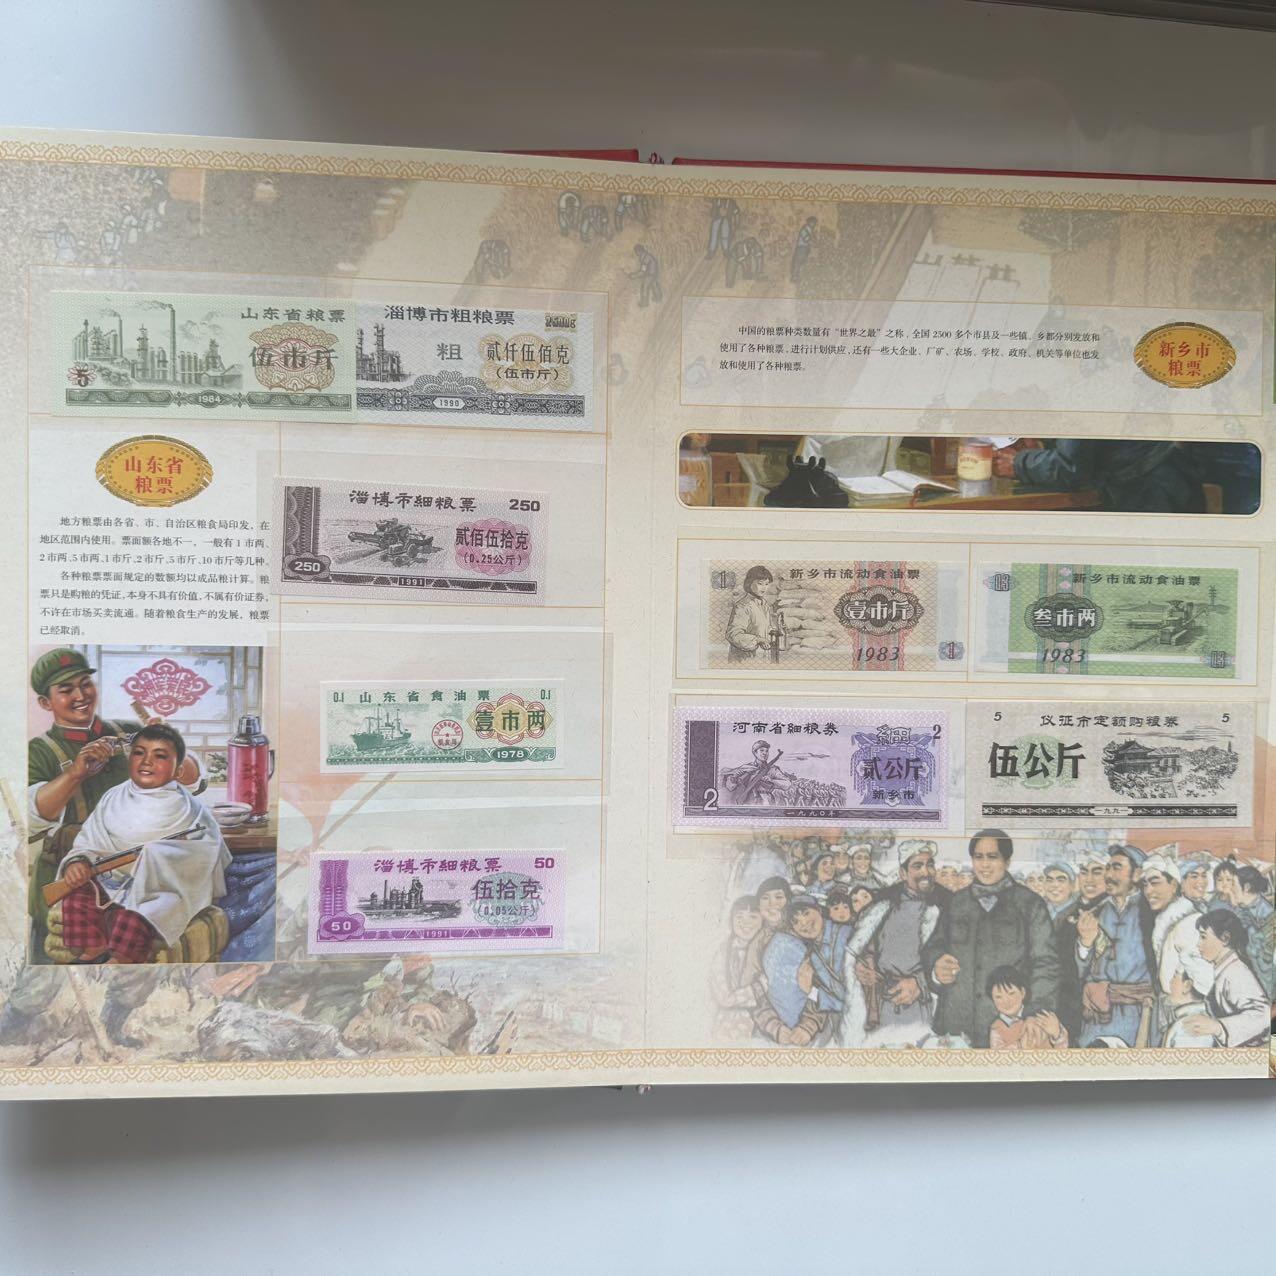 山东省粮票
伍市斤
5
1984
淄博市粗粮票
2500g
粗
贰仟伍佰克
(伍市斤)
1990
山东省
粮票
地方粮票由各省、市、自治区粮食局印发，在
地区范围内使用。票面额各地不一，一般有1市两、
2市两、5市两、1市斤、2市斤、5市斤、10市斤等几种。
各种粮票票面规定的数额均以成品粮计算。粮
票只是购粮的凭证，本身不具有价值，不属有价证券，
不许在市场买卖流通。随着粮食生产的发展，粮票
已经取消。
淄博市細粮票
250
贰佰伍拾克
(0.25公斤)
250
1991
0.1 山东省食油票 0.1
壹市两
1978
淄博市細粮票 50
伍拾克
(0.05公斤)
50
1991
中国的粮票种类数量有“世界之最”之称，全国2500多个市县及一些镇、乡都分别发放和
使用了各种粮票，进行计划供应，还有一些大企业、厂矿、农场、学校、政府、机关等单位也发
放和使用了各种粮票。
新乡市
粮票
1 新乡市流动食油票
壹市斤
1983 1
0.3 新乡市流动食油票
叁市两
1983 0.3
河南省細粮券 2
細
贰公斤
新乡市
2
一九九〇年
5 仪征市定额购粮券 5
伍公斤
一九九一